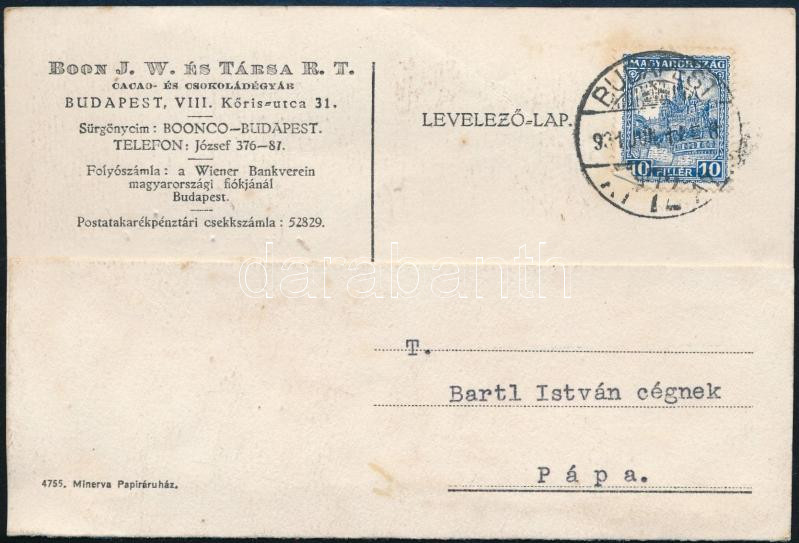 BOON J. W. ÉS TÁRSA R. T.
CACAO- ÉS CSOKOLÁDÉGYÁR
BUDAPEST, VIII. Kőris-utca 31.
Sürgönycim : BOONCO—BUDAPEST.
TELEFON : József 376—87.
Folyószámla : a Wiener Bankverein
magyarországi fiókjánál
Budapest.
Postatakarékpénztári csekkszámla : 52829.
LEVELEZŐ-LAP.
MAGYARORSZÁG
10 FILLÉR 10
931 JUL
darabanth
T.
Bartl István cégnek
Pápa.
4755. Minerva Papiráruház.